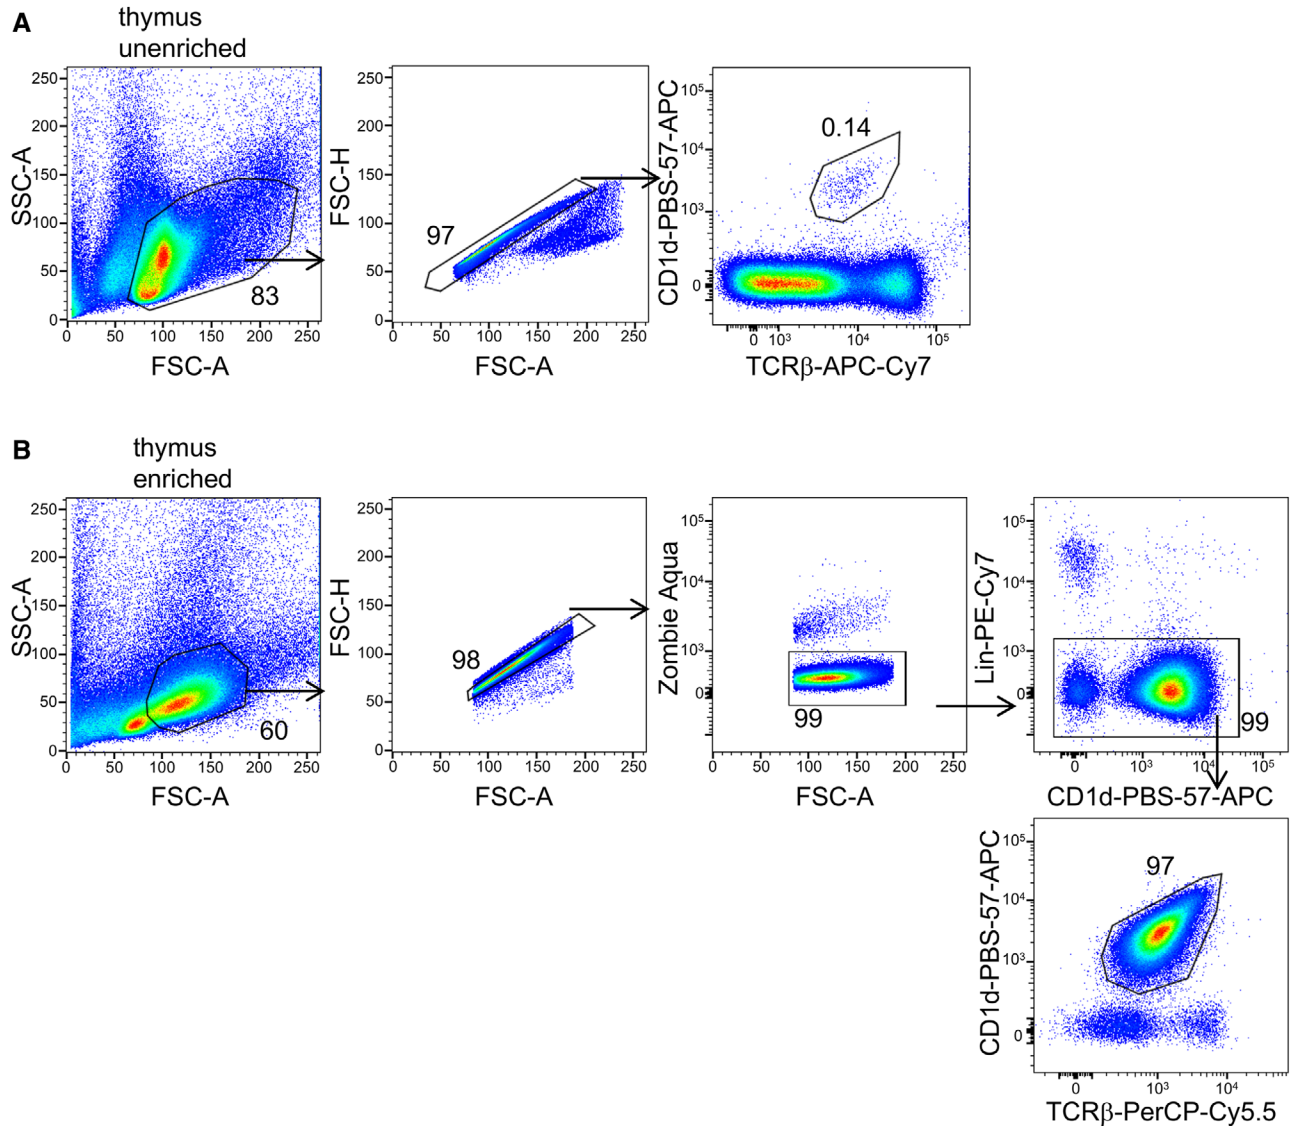 A
thymus
unenriched
SSC-A
250
200
150
100
50
0
0 50 100 150 200 250
FSC-A
83
FSC-H
250
200
150
100
50
0
0 50 100 150 200 250
FSC-A
97
CD1d-PBS-57-APC
10⁵
10⁴
10³
0
0 10³ 10⁴ 10⁵
TCRβ-APC-Cy7
0.14
B
thymus
enriched
SSC-A
250
200
150
100
50
0
0 50 100 150 200 250
FSC-A
60
FSC-H
250
200
150
100
50
0
0 50 100 150 200 250
FSC-A
98
Zombie Aqua
10⁵
10⁴
10³
0
0 50 100 150 200 250
FSC-A
99
Lin-PE-Cy7
10⁵
10⁴
10³
0
0 10³ 10⁴ 10⁵
CD1d-PBS-57-APC
99
CD1d-PBS-57-APC
10⁵
10⁴
10³
0
0 10³ 10⁴
TCRβ-PerCP-Cy5.5
97